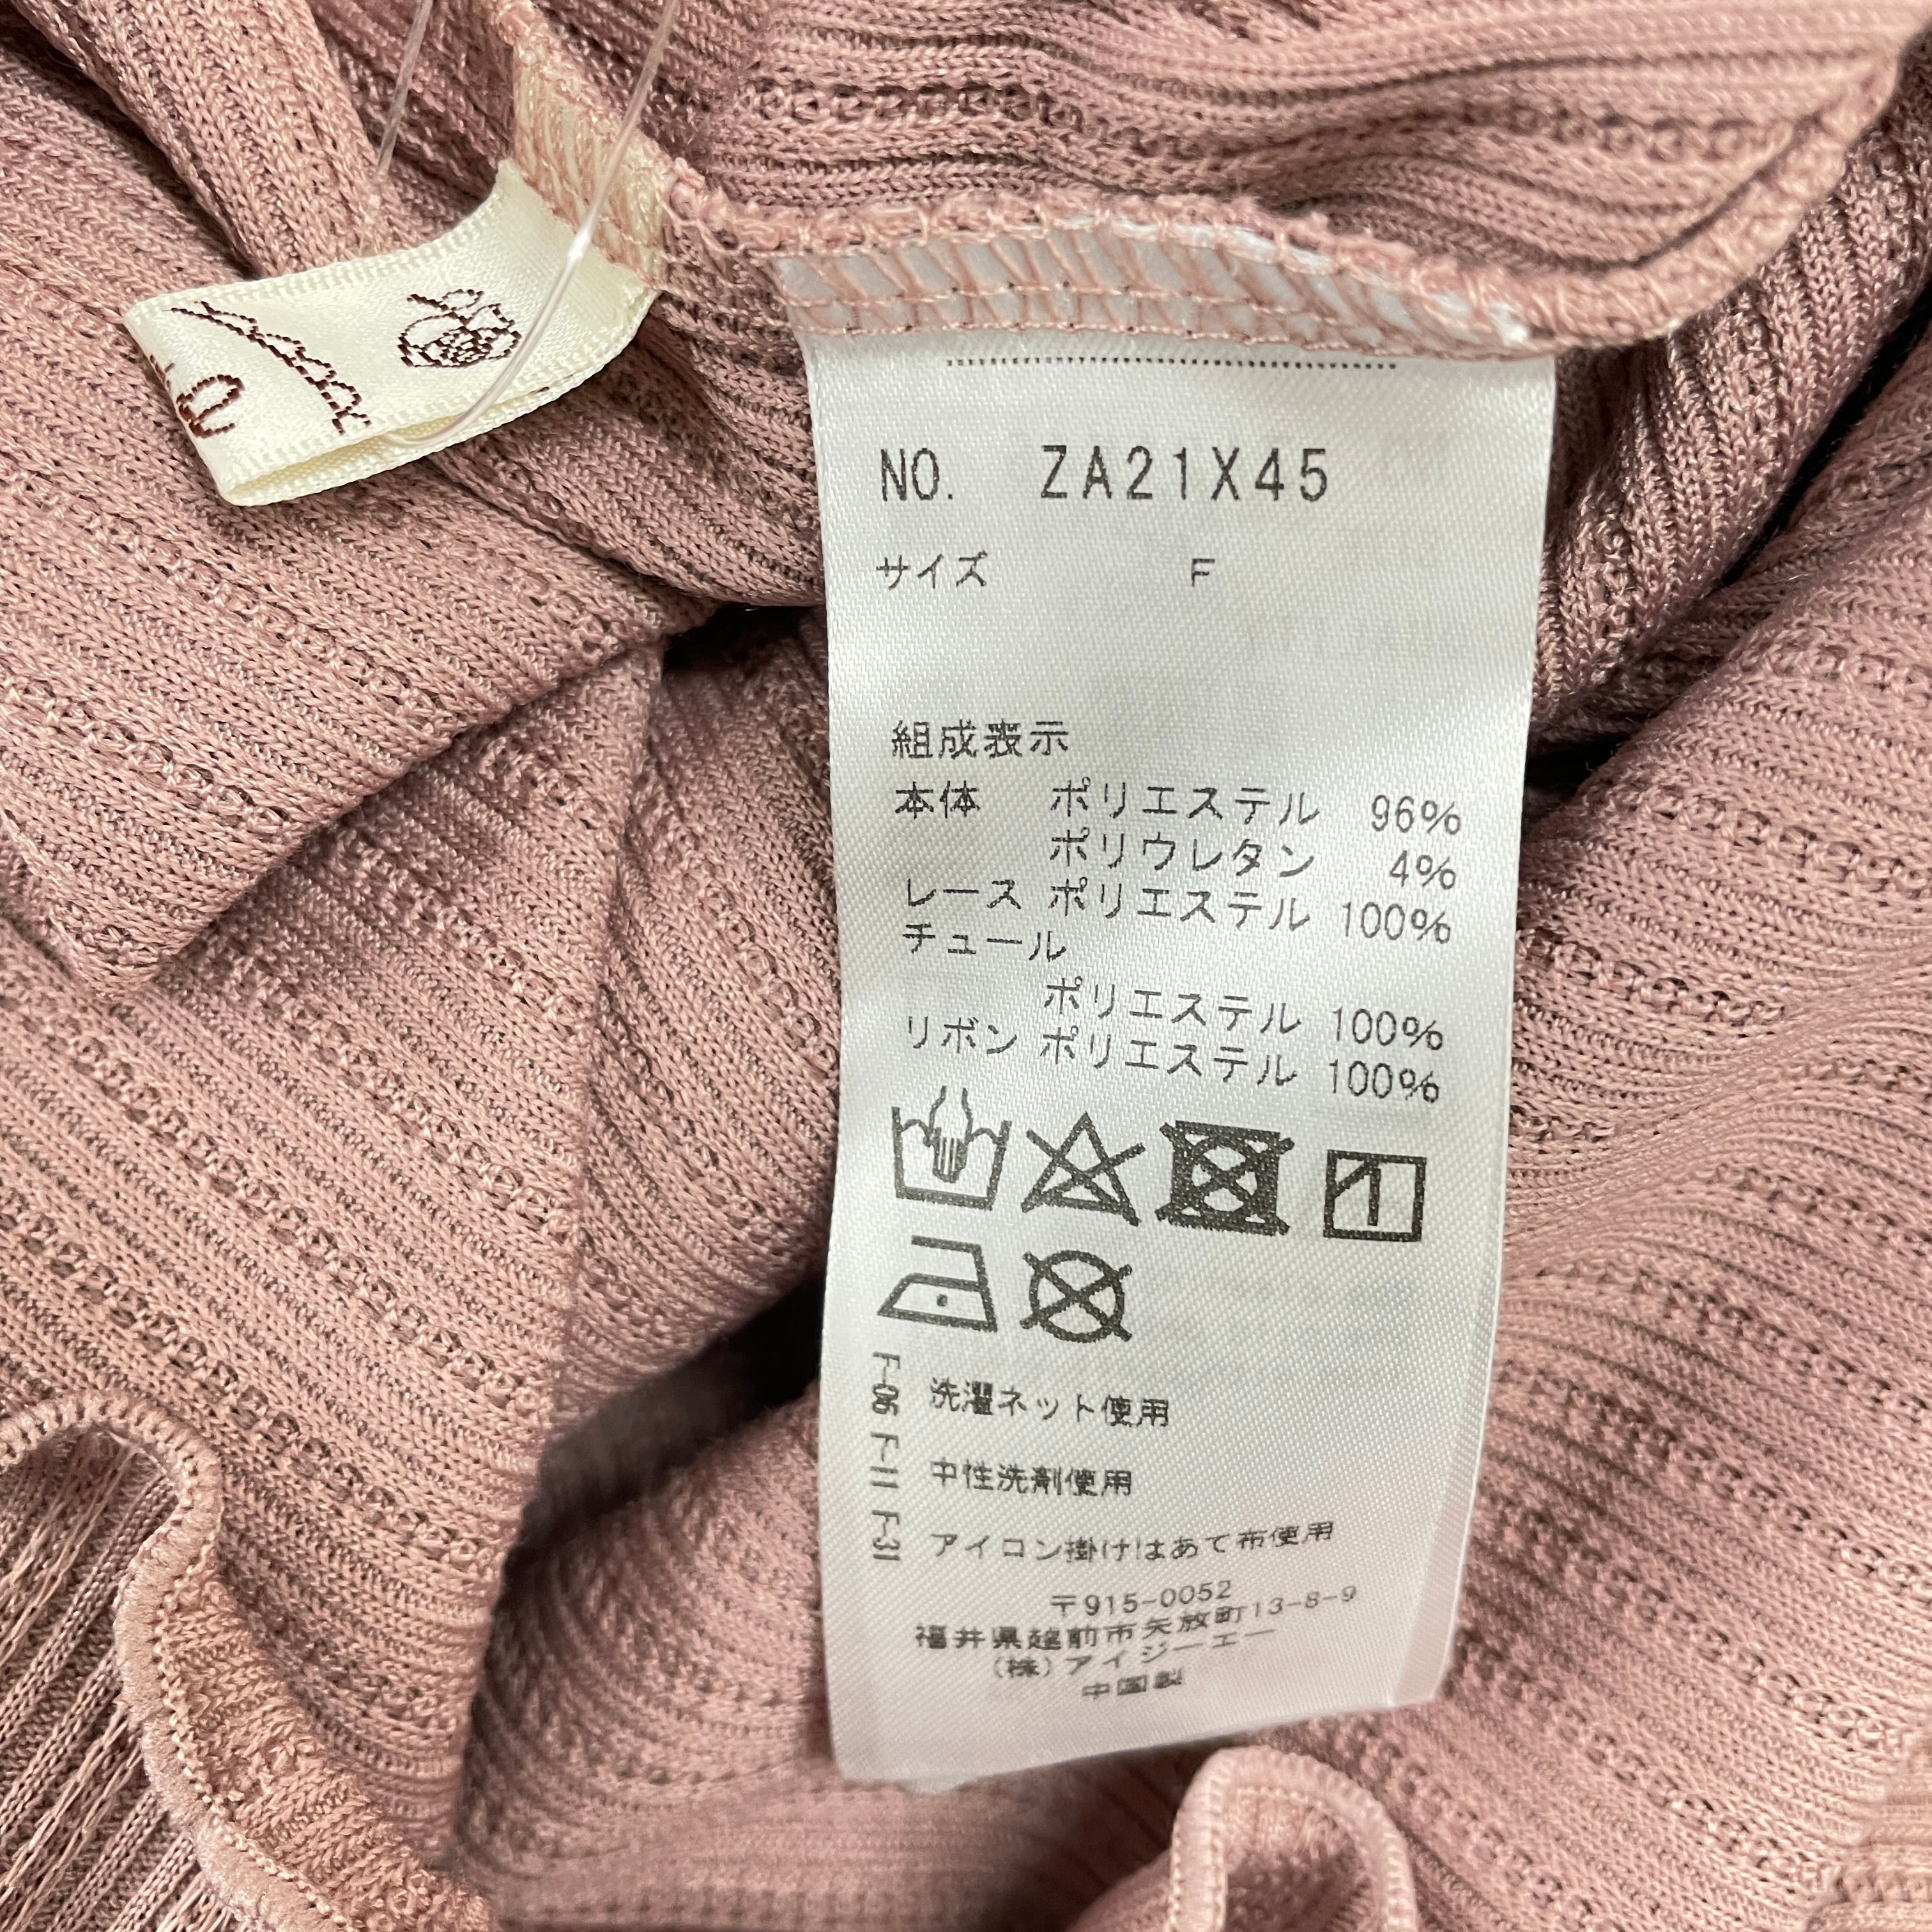 NO. ZA21X45
サイズ F
組成表示
本体 ポリエステル 96%
ポリウレタン 4%
レース ポリエステル 100%
チュール
ポリエステル 100%
リボン ポリエステル 100%
F-06 洗濯ネット使用
F-11 中性洗剤使用
F-31 アイロン掛けはあて布使用
〒915-0052
福井県越前市矢放町13-8-9
(株)アイジーエー
中国製